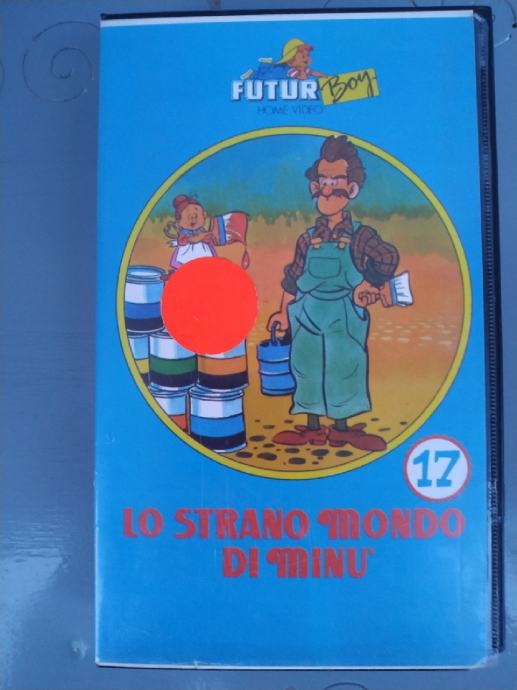 FUTUR Boy
HOME VIDEO
17
LO STRANO MONDO
DI MINU'